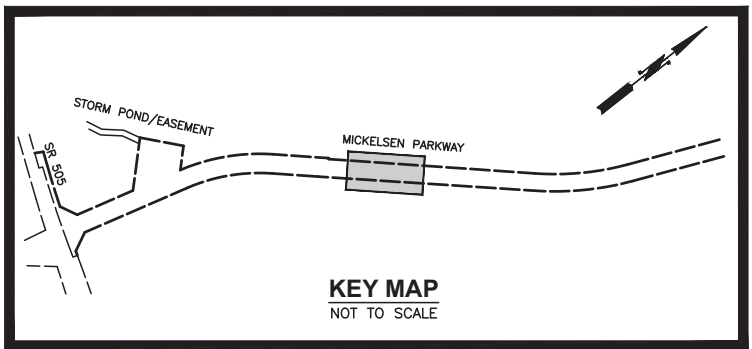 STORM POND/EASEMENT
SR 505
MICKELSEN PARKWAY
KEY MAP
NOT TO SCALE